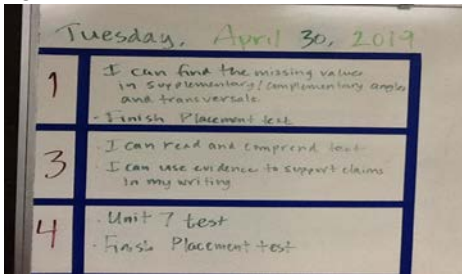 Tuesday, April 30, 2019
1
I can find the missing values
in supplementary/complementary angles
and transversals
- Finish Placement test
3
· I can read and comprend text
· I can use evidence to support claims
in my writing
4
· Unit 7 test
· Finish Placement test